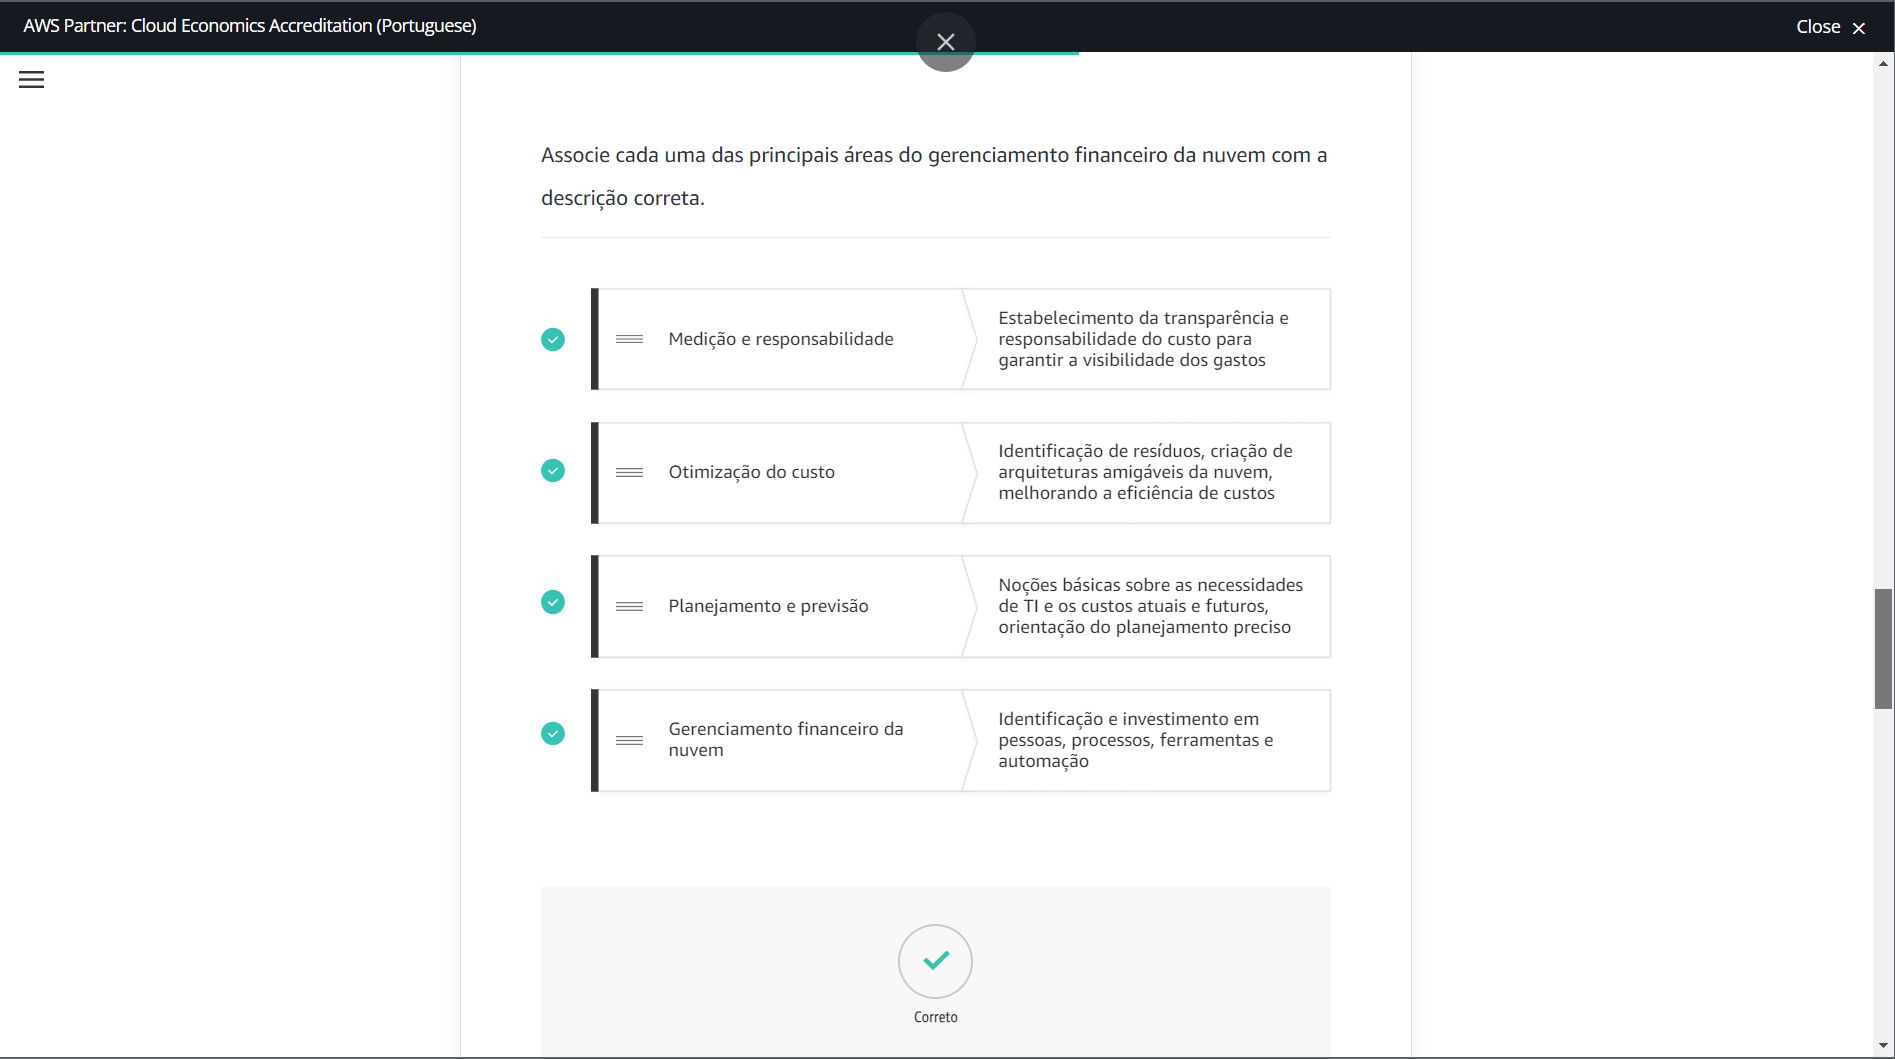 AWS Partner: Cloud Economics Accreditation (Portuguese)
Close
Associe cada uma das principais áreas do gerenciamento financeiro da nuvem com a
descrição correta.
Medição e responsabilidade
Estabelecimento da transparência e
responsabilidade do custo para
garantir a visibilidade dos gastos
Otimização do custo
Identificação de resíduos, criação de
arquiteturas amigáveis da nuvem,
melhorando a eficiência de custos
Planejamento e previsão
Noções básicas sobre as necessidades
de TI e os custos atuais e futuros,
orientação do planejamento preciso
Gerenciamento financeiro da
nuvem
Identificação e investimento em
pessoas, processos, ferramentas e
automação
Correto